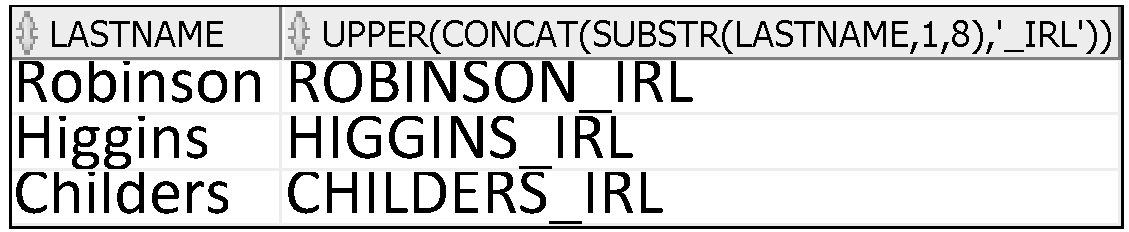 LASTNAME UPPER(CONCAT(SUBSTR(LASTNAME,1,8),'_IRL'))
Robinson ROBINSON_IRL
Higgins HIGGINS_IRL
Childers CHILDERS_IRL